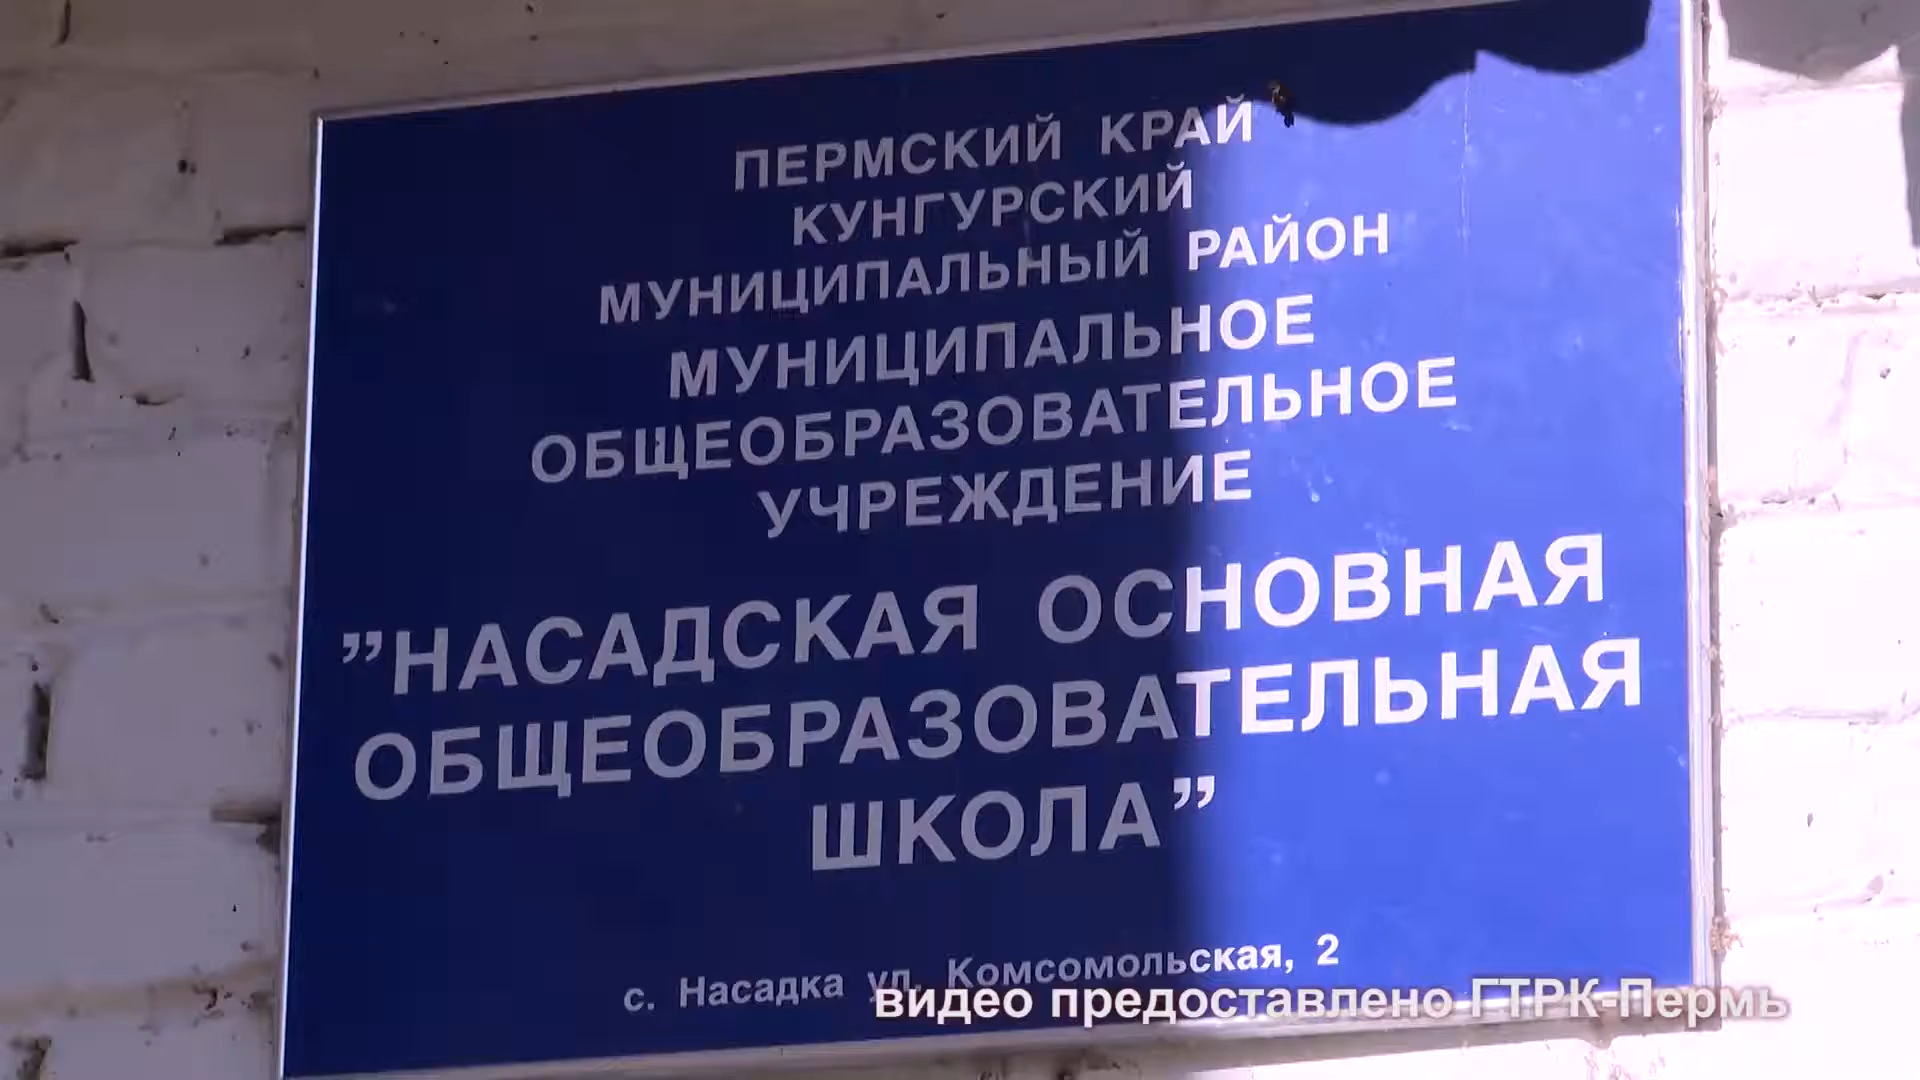 ПЕРМСКИЙ КРАЙ
КУНГУРСКИЙ
МУНИЦИПАЛЬНЫЙ РАЙОН
МУНИЦИПАЛЬНОЕ
ОБЩЕОБРАЗОВАТЕЛЬНОЕ
УЧРЕЖДЕНИЕ
”НАСАДСКАЯ ОСНОВНАЯ
ОБЩЕОБРАЗОВАТЕЛЬНАЯ
ШКОЛА”
с. Насадка ул. Комсомольская, 2
видео предоставлено ГТРК-Пермь